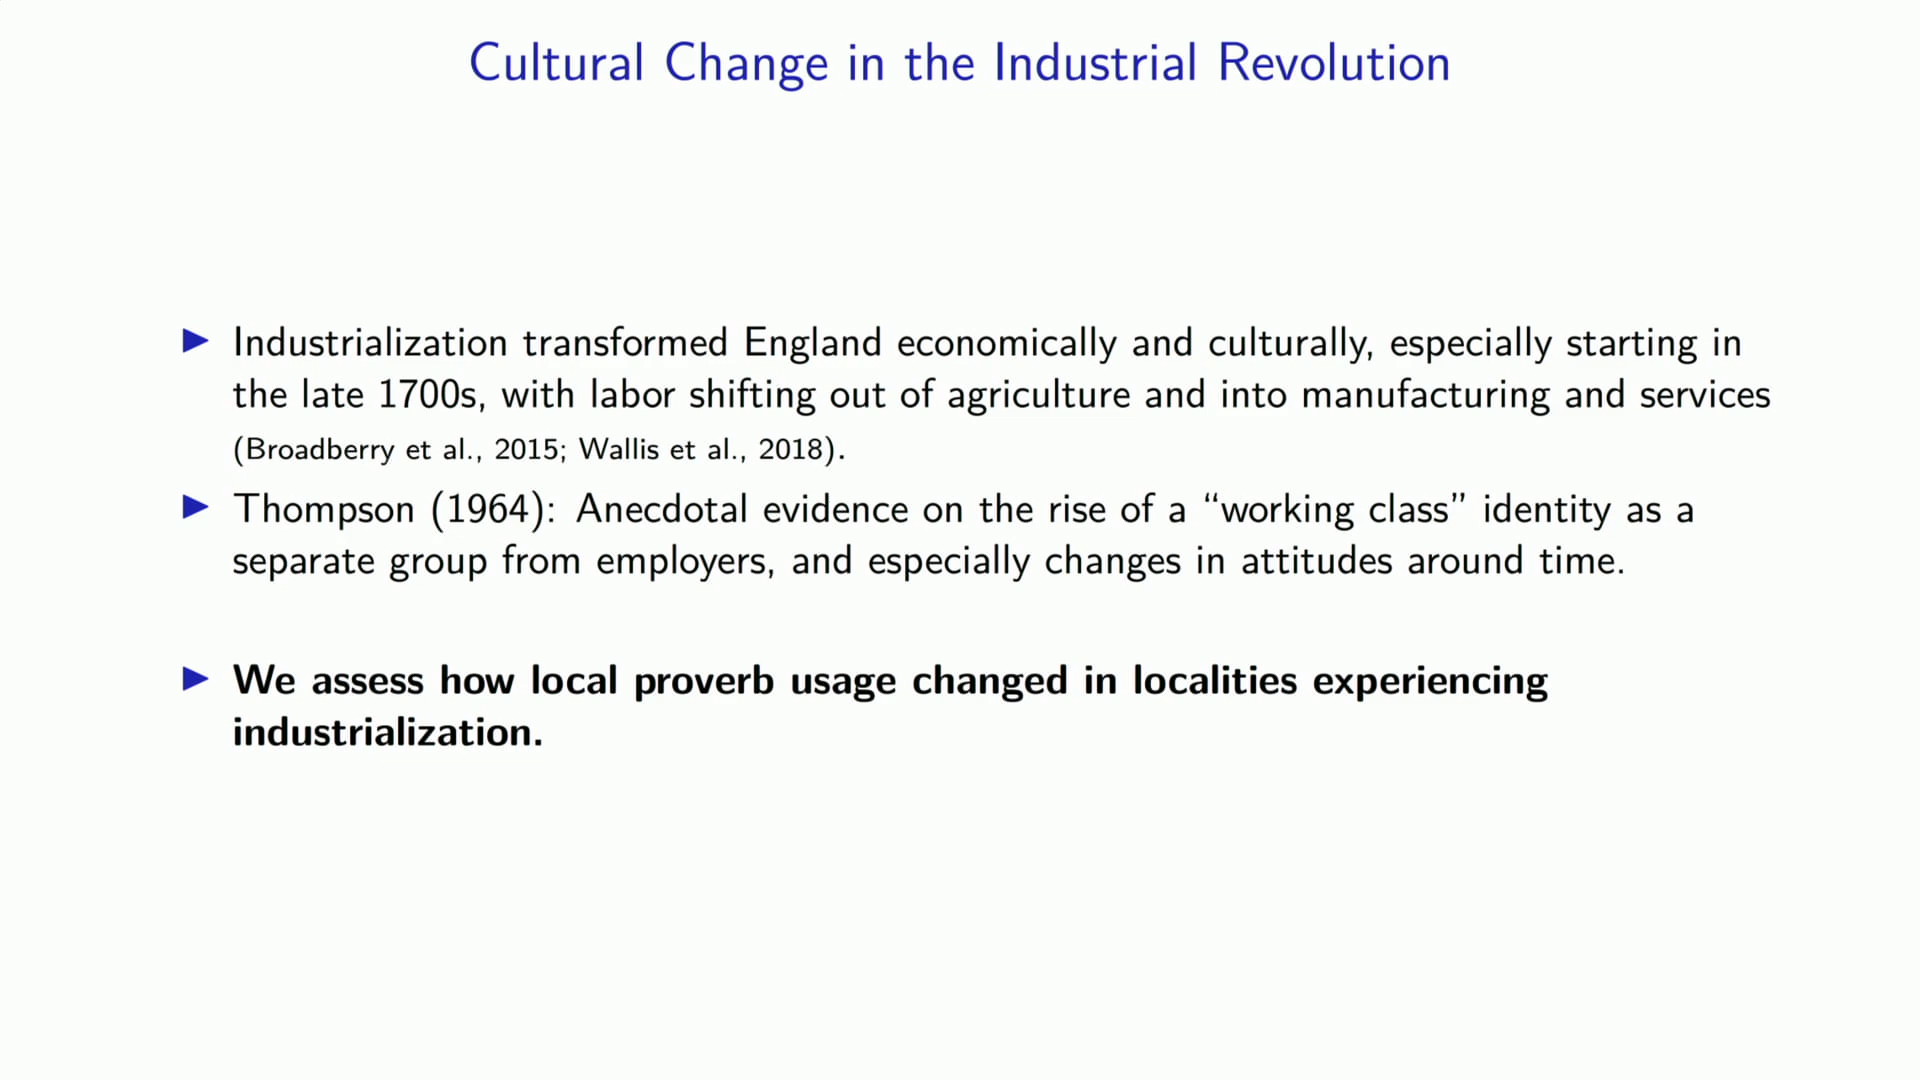 Cultural Change in the Industrial Revolution
Industrialization transformed England economically and culturally, especially starting in
the late 1700s, with labor shifting out of agriculture and into manufacturing and services
(Broadberry et al., 2015; Wallis et al., 2018).
Thompson (1964): Anecdotal evidence on the rise of a “working class” identity as a
separate group from employers, and especially changes in attitudes around time.
We assess how local proverb usage changed in localities experiencing
industrialization.